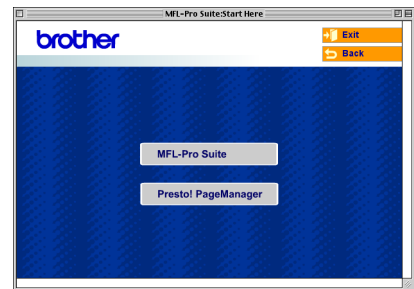 MFL-Pro Suite:Start Here
brother
Exit
Back
MFL-Pro Suite
Presto! PageManager